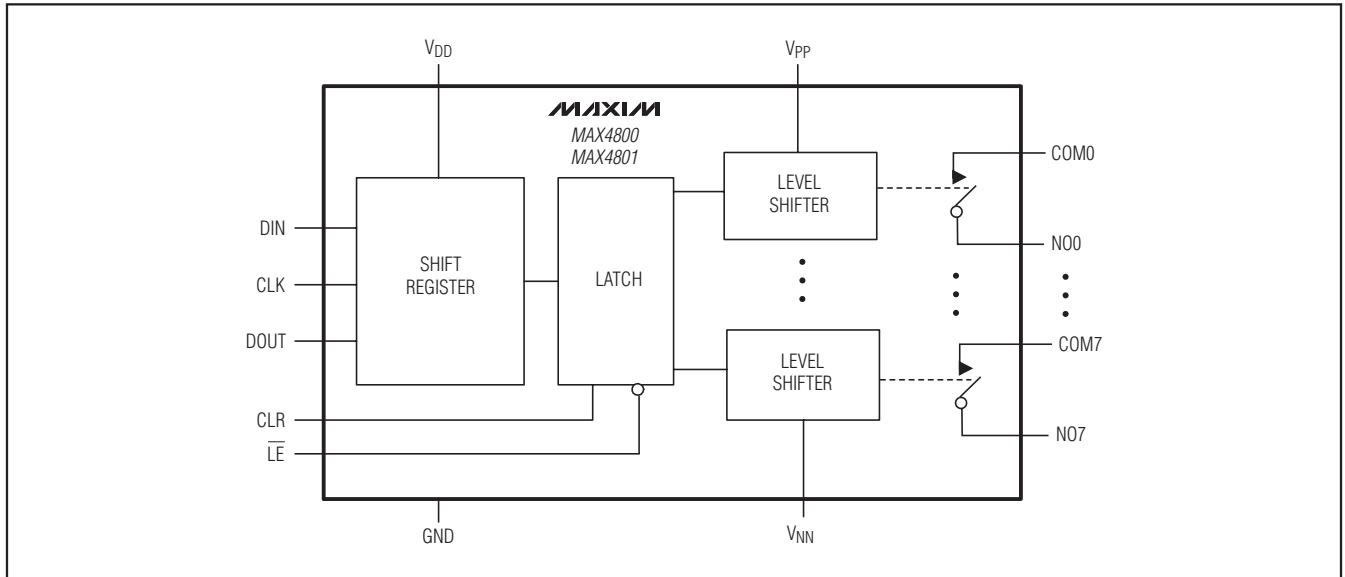 VDD
VPP
MAXIM
MAX4800
MAX4801
COM0
LEVEL
SHIFTER
DIN
NO0
SHIFT
REGISTER
LATCH
CLK
DOUT
COM7
LEVEL
SHIFTER
CLR
NO7
LE
GND
VNN